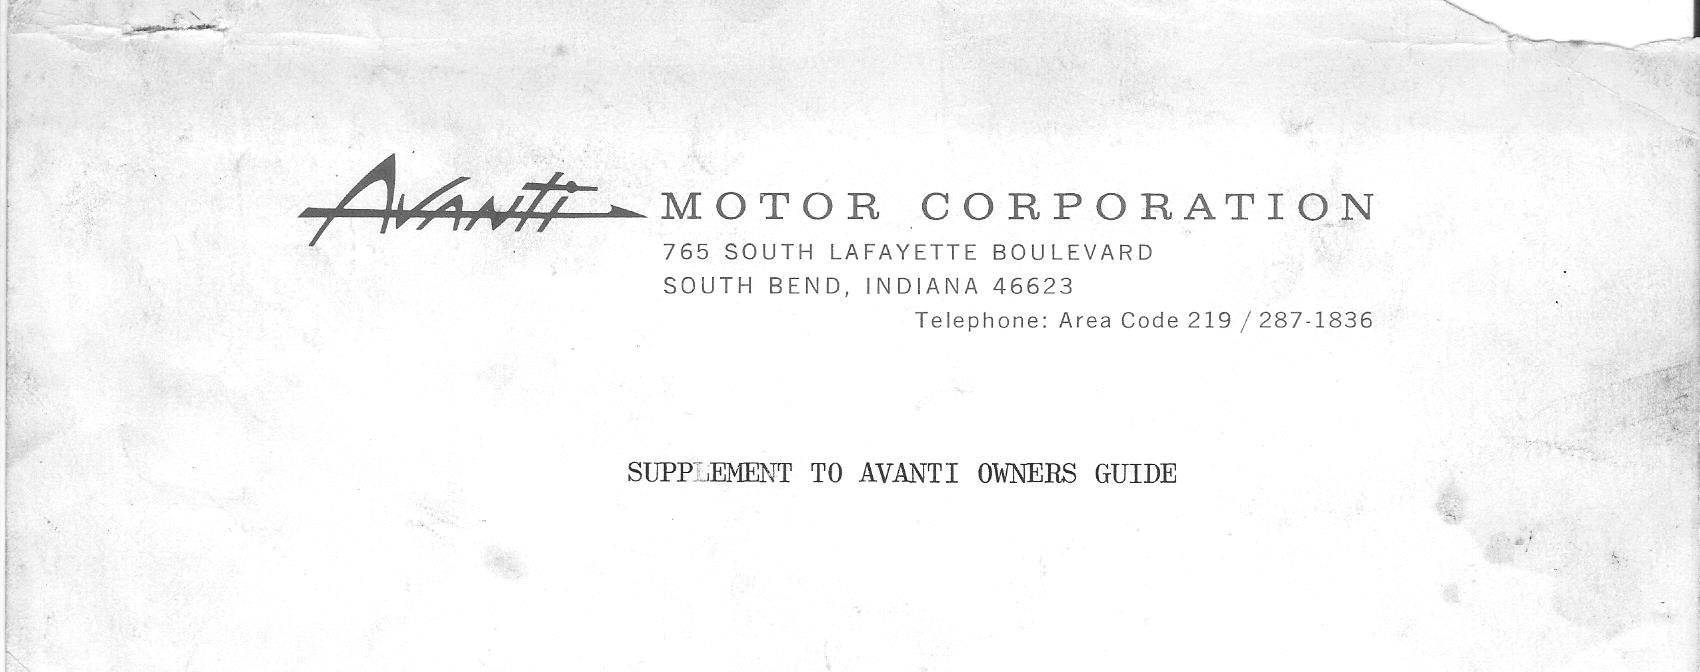 Avanti MOTOR CORPORATION
765 SOUTH LAFAYETTE BOULEVARD
SOUTH BEND, INDIANA 46623
Telephone: Area Code 219 / 287-1836
SUPPLEMENT TO AVANTI OWNERS GUIDE